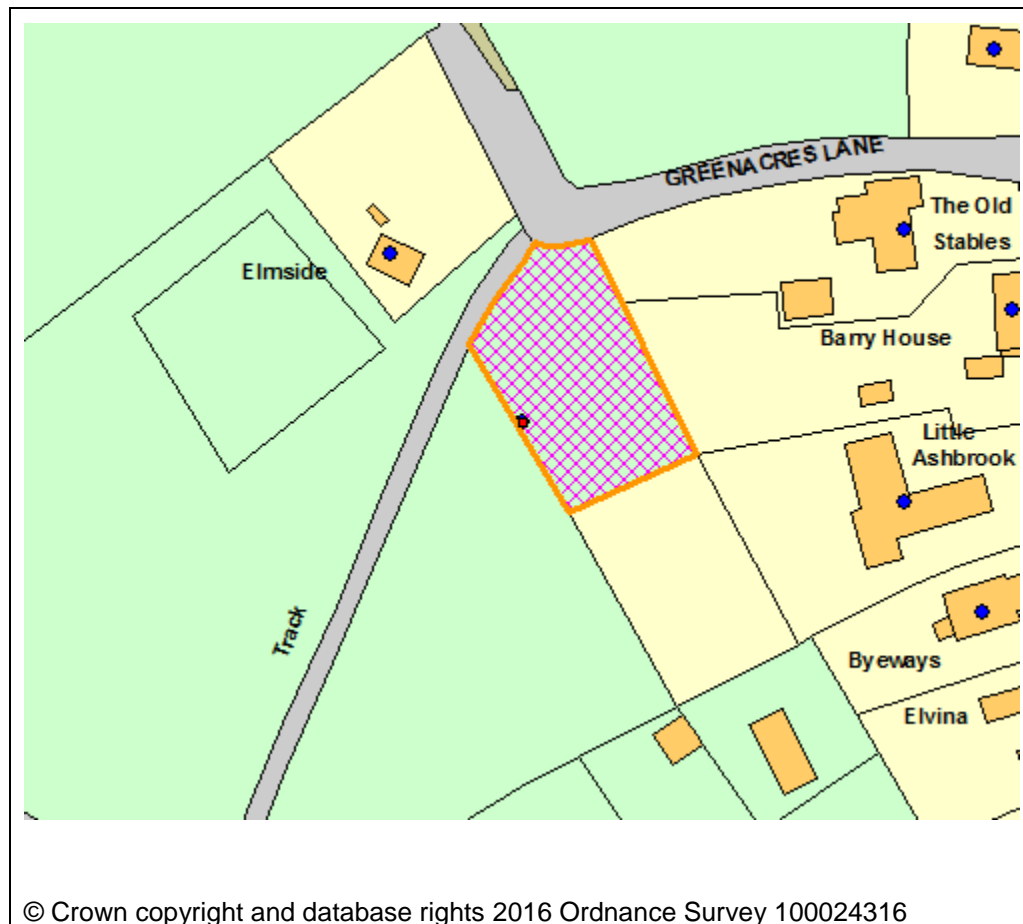 GREENACRES LANE
The Old
Stables
Elmside
Barry House
Little
Ashbrook
Track
Byeways
Elvina
© Crown copyright and database rights 2016 Ordnance Survey 100024316